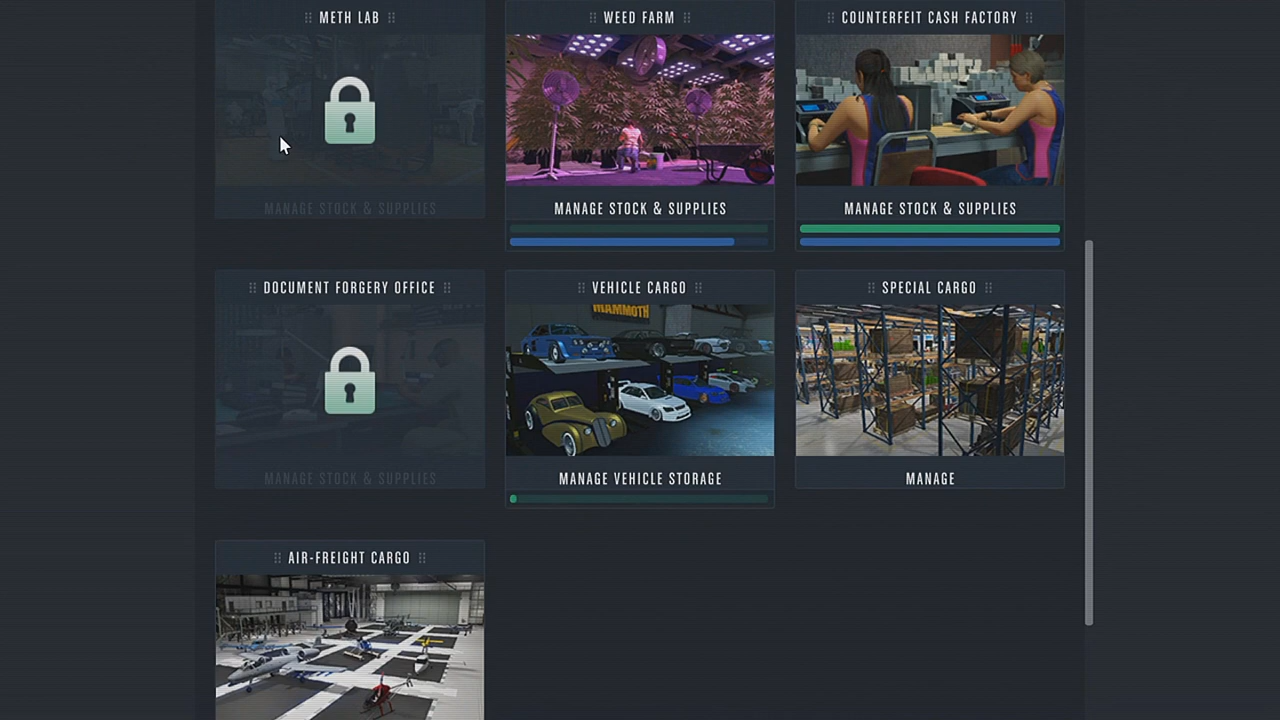 METH LAB
WEED FARM
COUNTERFEIT CASH FACTORY
MANAGE STOCK & SUPPLIES
MANAGE STOCK & SUPPLIES
MANAGE STOCK & SUPPLIES
DOCUMENT FORGERY OFFICE
VEHICLE CARGO
SPECIAL CARGO
MAMMOTH
MANAGE STOCK & SUPPLIES
MANAGE VEHICLE STORAGE
MANAGE
AIR-FREIGHT CARGO